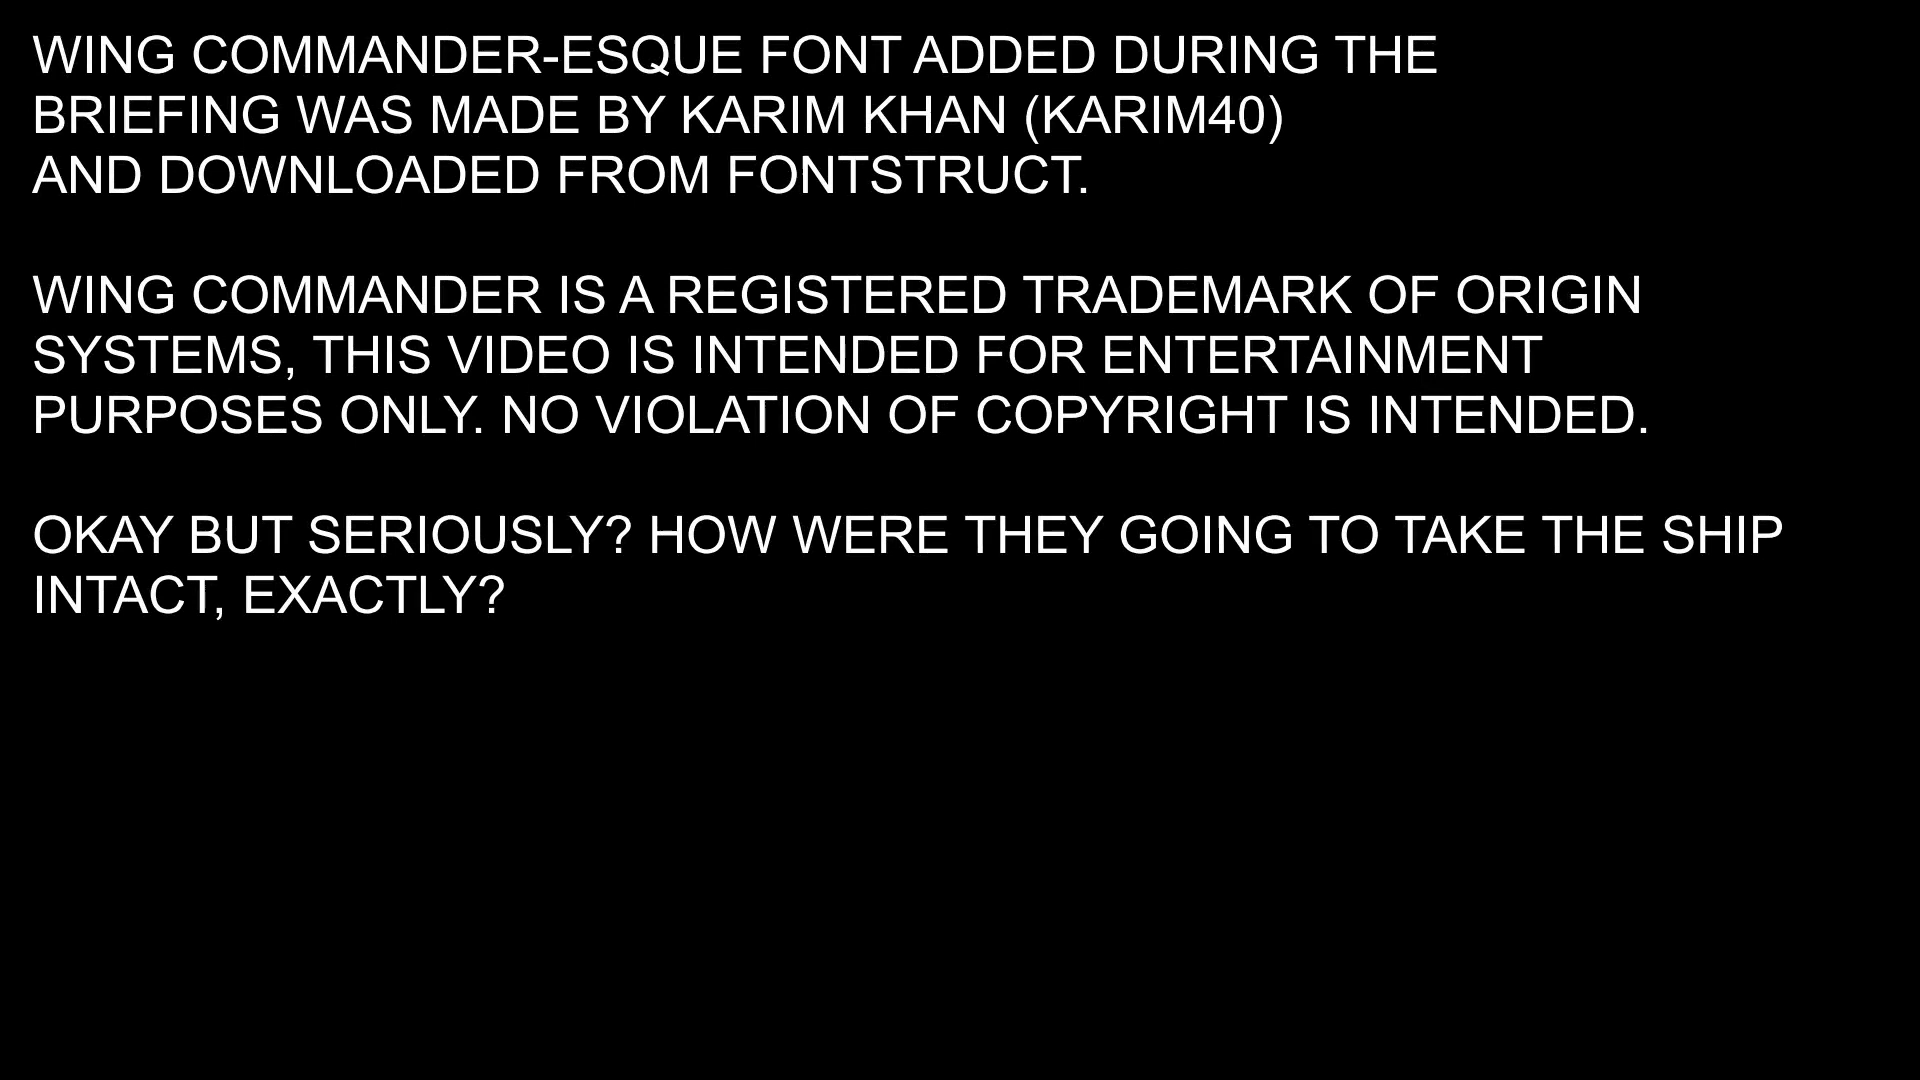 WING COMMANDER-ESQUE FONT ADDED DURING THE
BRIEFING WAS MADE BY KARIM KHAN (KARIM40)
AND DOWNLOADED FROM FONTSTRUCT.
WING COMMANDER IS A REGISTERED TRADEMARK OF ORIGIN
SYSTEMS, THIS VIDEO IS INTENDED FOR ENTERTAINMENT
PURPOSES ONLY. NO VIOLATION OF COPYRIGHT IS INTENDED.
OKAY BUT SERIOUSLY? HOW WERE THEY GOING TO TAKE THE SHIP
INTACT, EXACTLY?